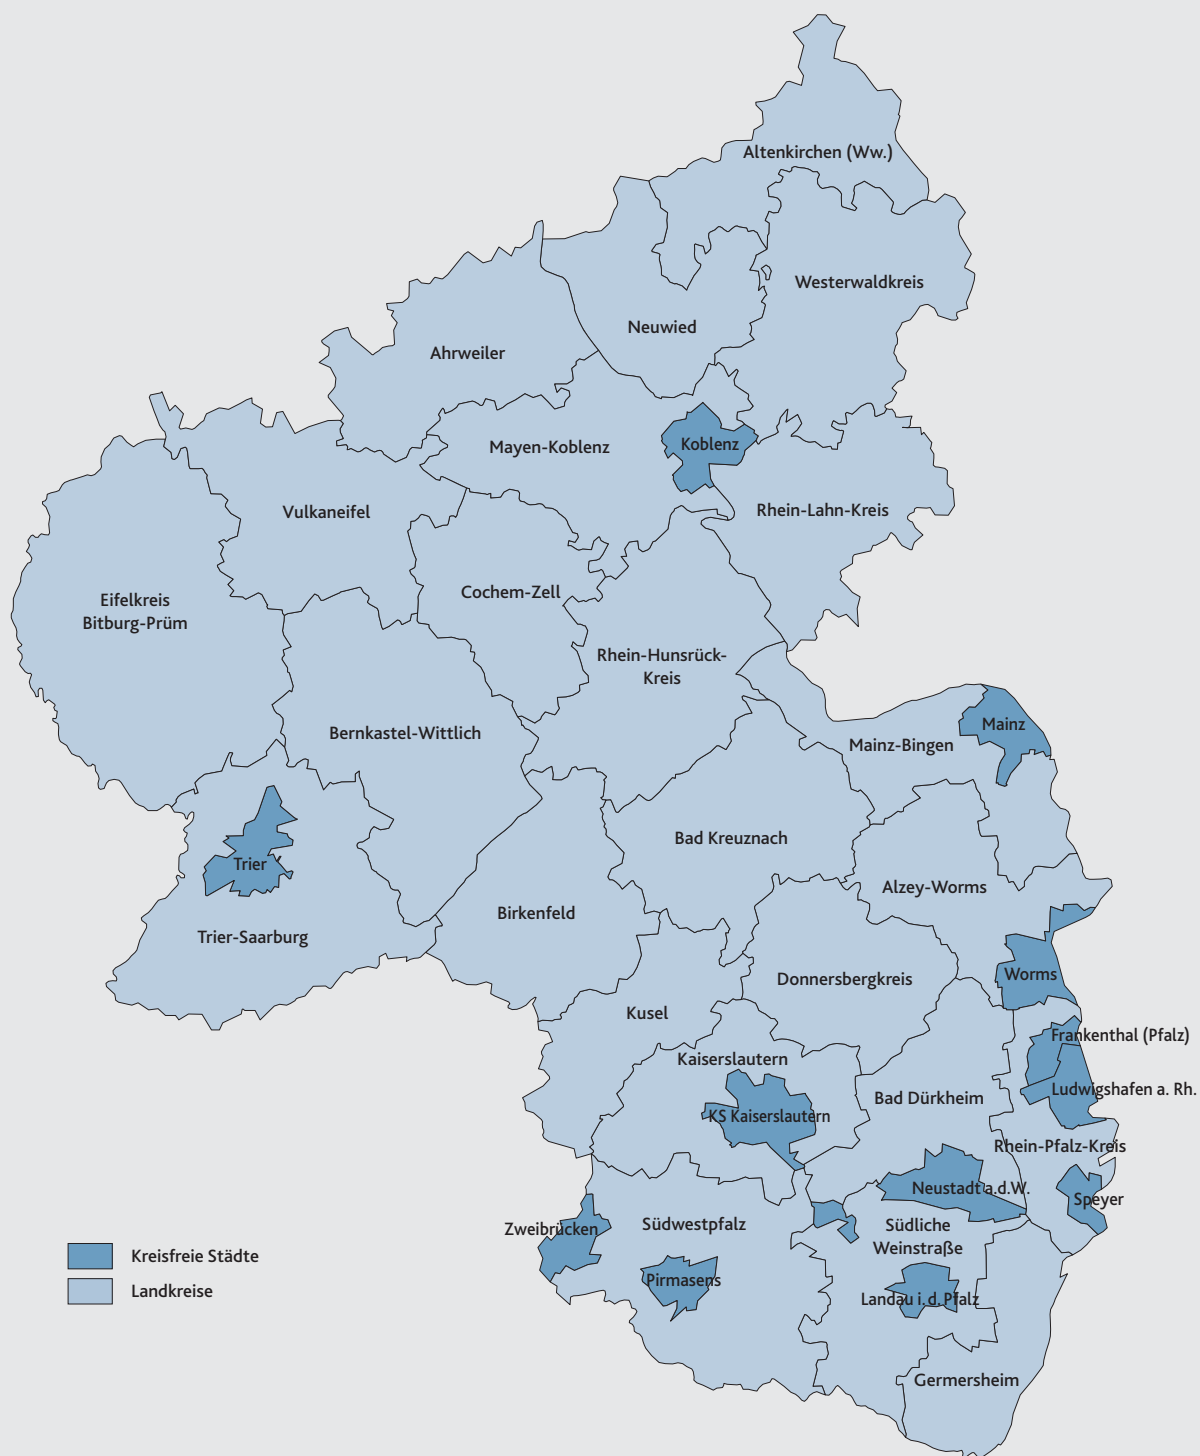 Altenkirchen (Ww.)
Westerwaldkreis
Neuwied
Ahrweiler
Koblenz
Mayen-Koblenz
Rhein-Lahn-Kreis
Vulkaneifel
Cochem-Zell
Eifelkreis
Bitburg-Prüm
Rhein-Hunsrück-
Kreis
Mainz
Bernkastel-Wittlich
Mainz-Bingen
Bad Kreuznach
Trier
Alzey-Worms
Birkenfeld
Trier-Saarburg
Worms
Donnersbergkreis
Kusel
Frankenthal (Pfalz)
Kaiserslautern
Ludwigshafen a. Rh.
Bad Dürkheim
KS Kaiserslautern
Rhein-Pfalz-Kreis
Neustadt a.d.W.
Speyer
Zweibrücken
Südwestpfalz
Südliche
Weinstraße
Pirmasens
Landau i. d. Pfalz
Germersheim
Kreisfreie Städte
Landkreise